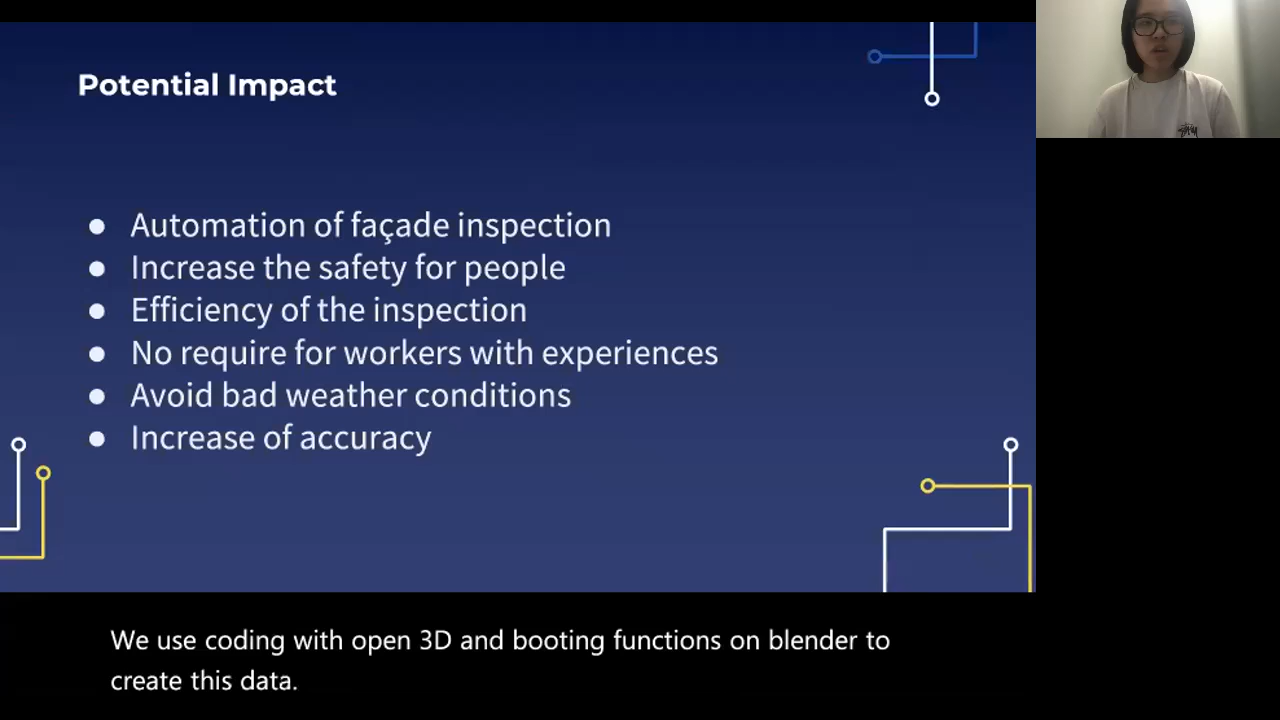 Potential Impact
● Automation of façade inspection
● Increase the safety for people
● Efficiency of the inspection
● No require for workers with experiences
● Avoid bad weather conditions
● Increase of accuracy
We use coding with open 3D and booting functions on blender to
create this data.